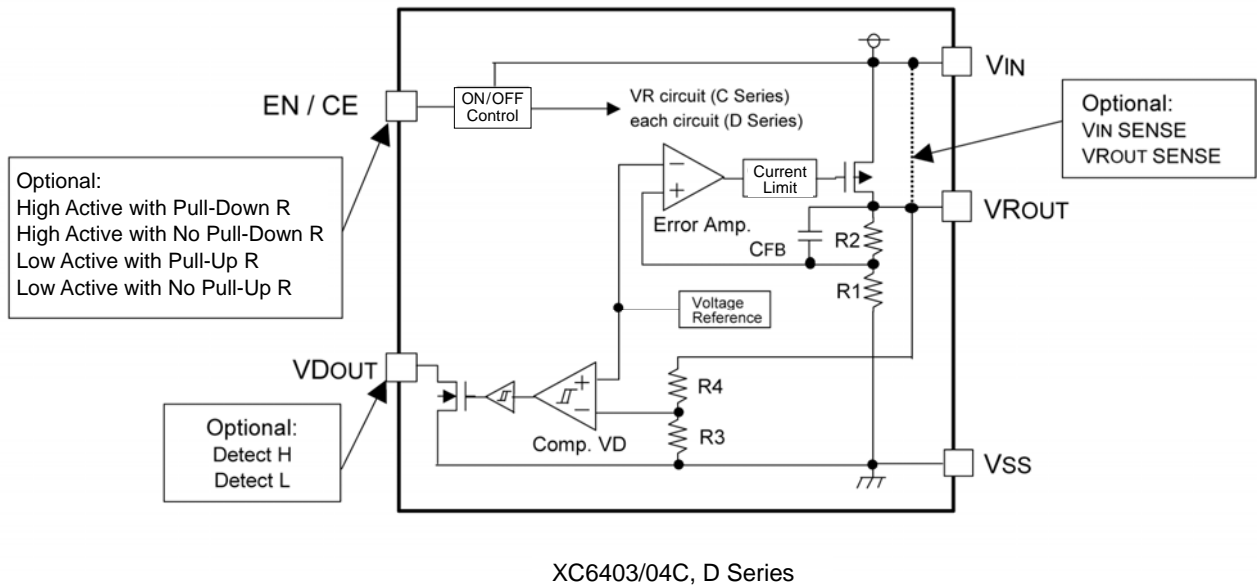 VIN
EN / CE
ON/OFF
Control
VR circuit (C Series)
each circuit (D Series)
Optional:
VIN SENSE
VROUT SENSE
Optional:
High Active with Pull-Down R
High Active with No Pull-Down R
Low Active with Pull-Up R
Low Active with No Pull-Up R
−
+
Current
Limit
Error Amp.
VROUT
CFB
R2
R1
Voltage
Reference
VDOUT
+
−
R4
R3
Comp. VD
Optional:
Detect H
Detect L
VSS
XC6403/04C, D Series